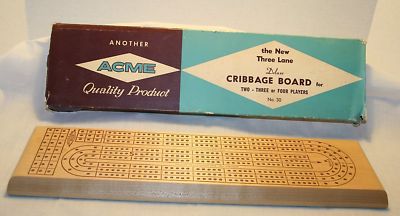 ANOTHER
ACME
Quality Product
the New
Three Lane
Deluxe
CRIBBAGE BOARD for
TWO - THREE or FOUR PLAYERS
No. 30